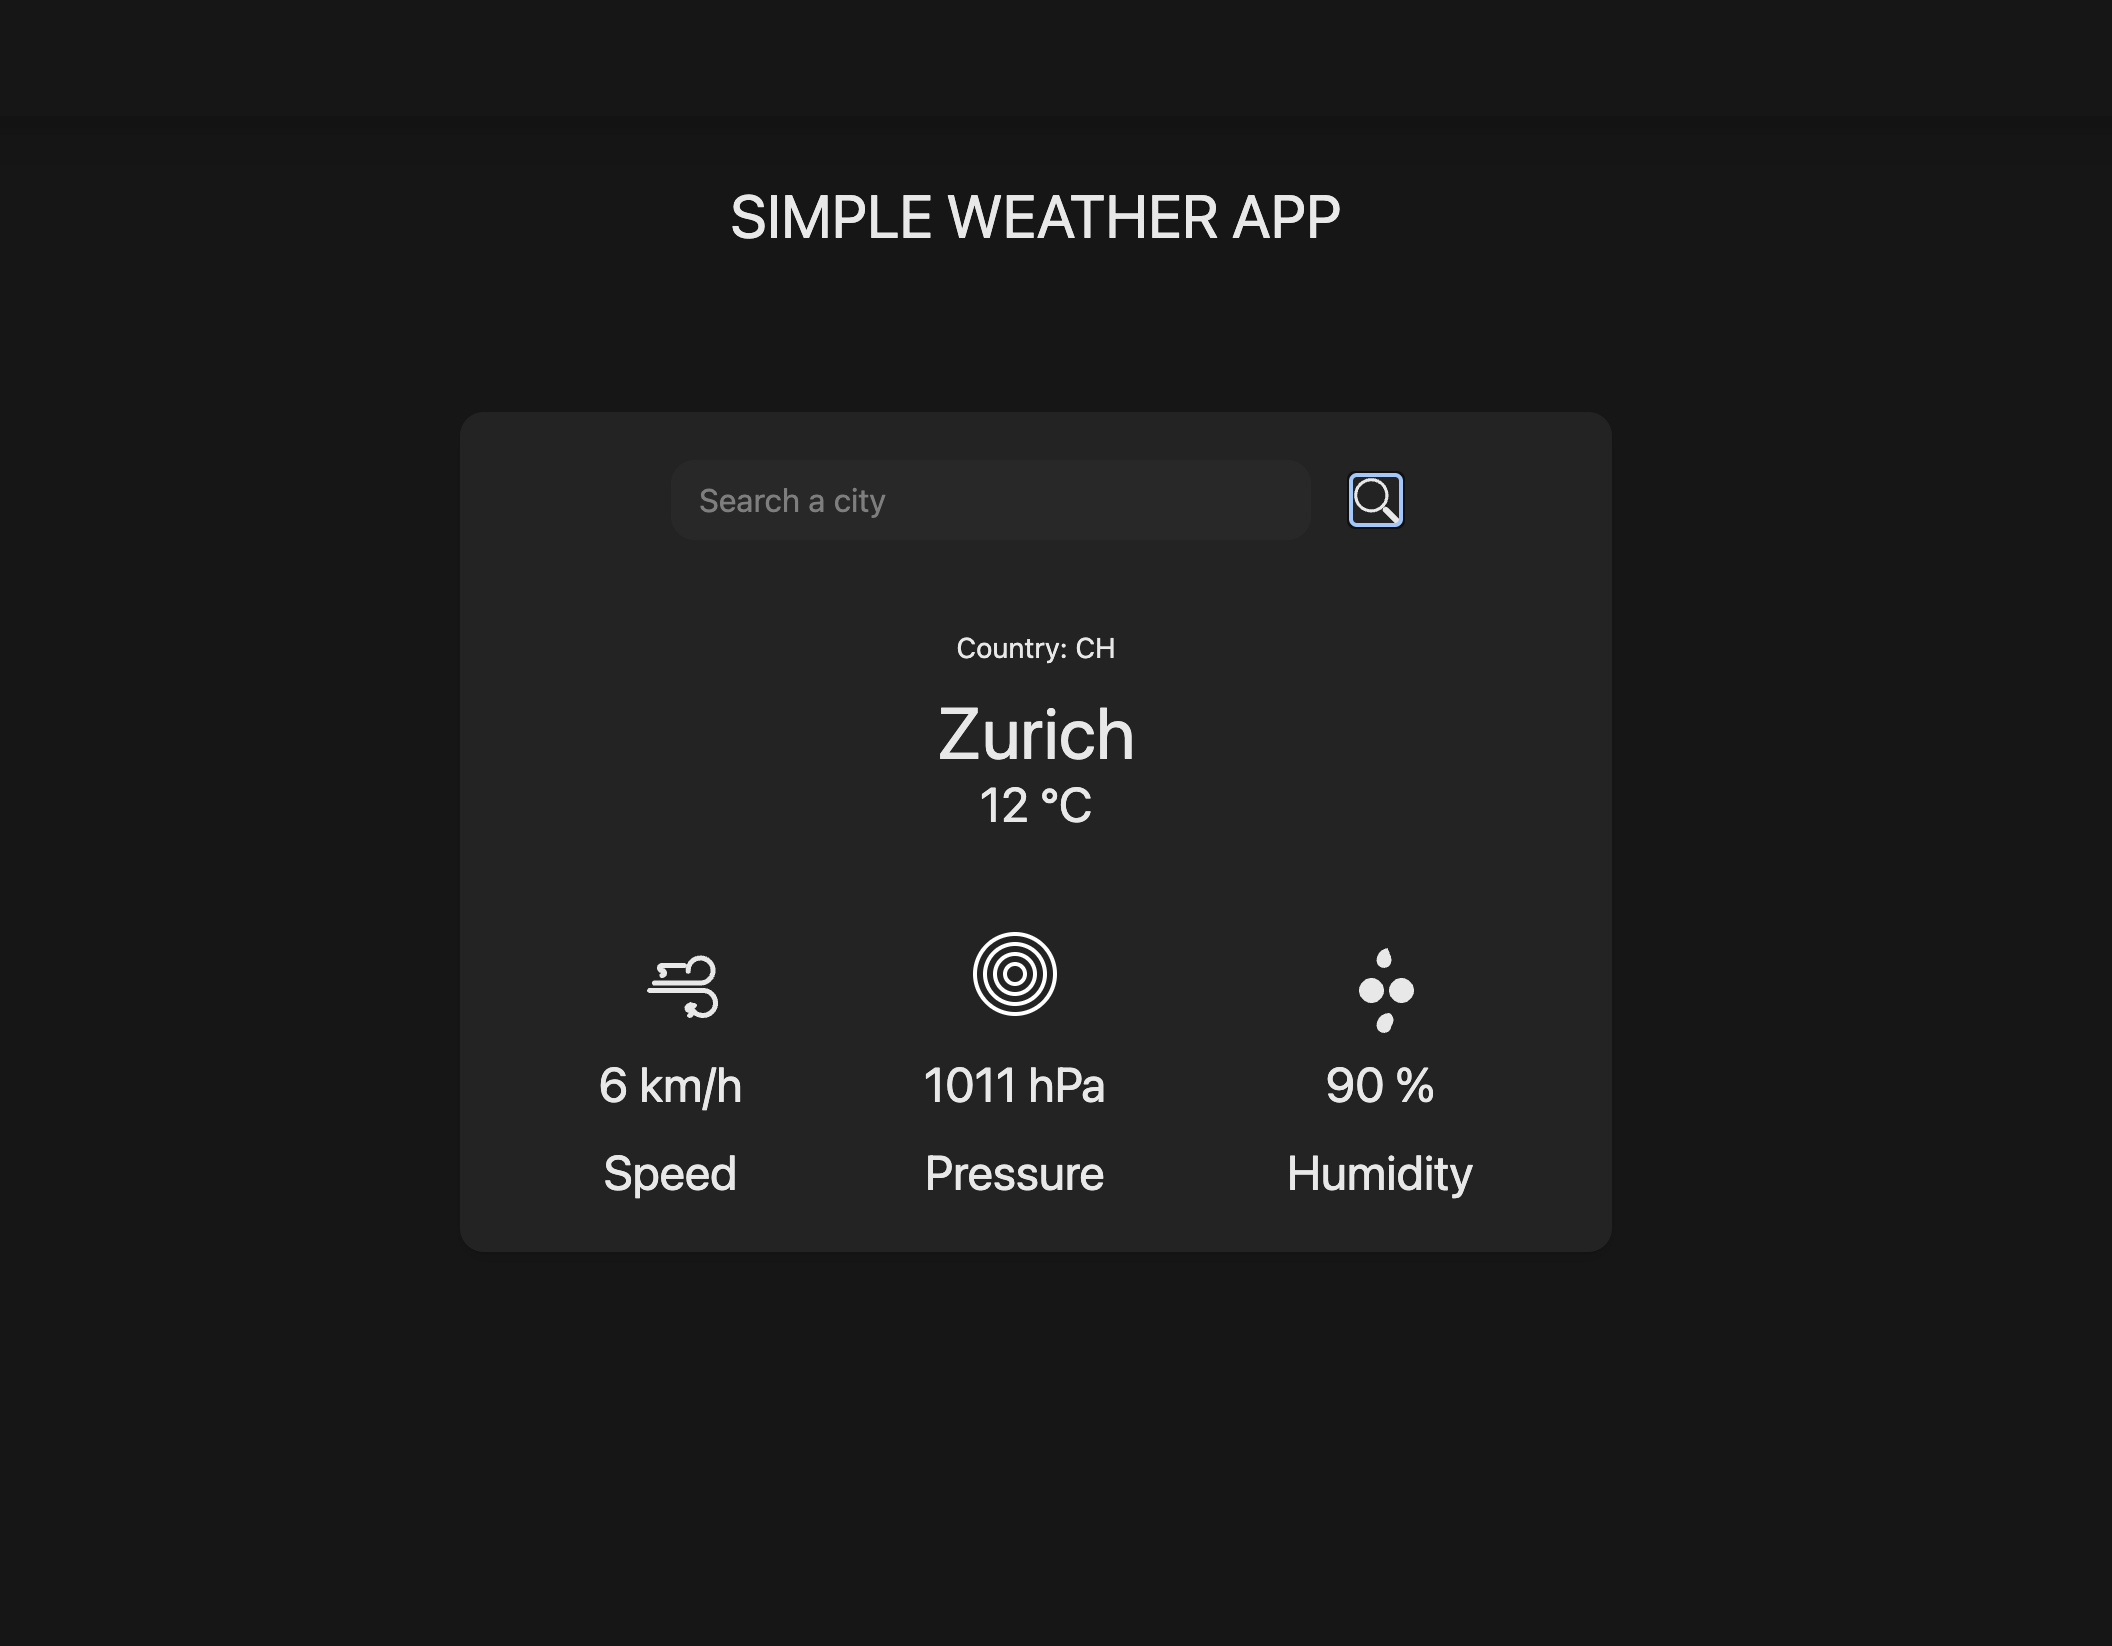 SIMPLE WEATHER APP
Search a city
Country: CH
Zurich
12 °C
6 km/h
1011 hPa
90 %
Speed
Pressure
Humidity